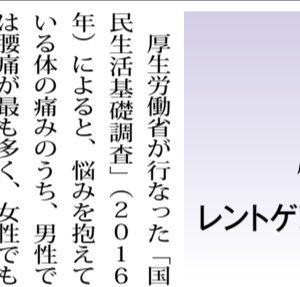 レントゲ
厚生労働省が行なった「国
民生活基礎調査」（２０１６
年）によると、悩みを抱えて
いる体の痛みのうち、男性で
は腰痛が最も多く、女性でも